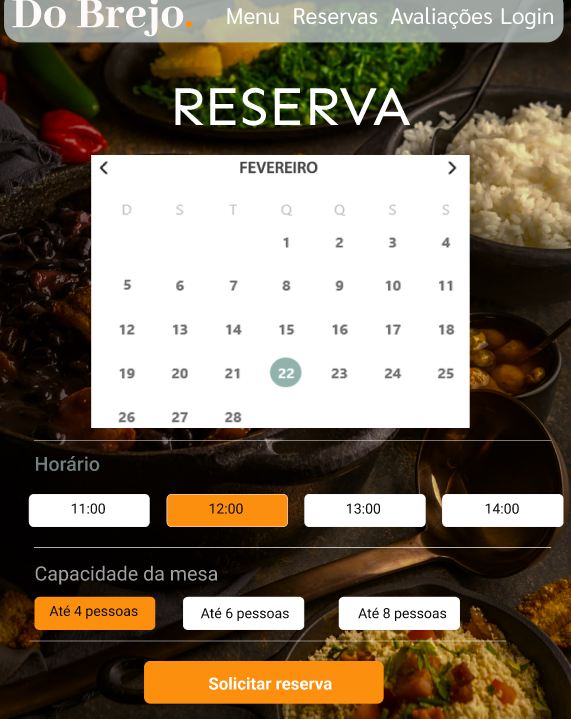 Do Brejo. Menu Reservas Avaliações Login
RESERVA
FEVEREIRO
D S T Q Q S S
1 2 3 4
5 6 7 8 9 10 11
12 13 14 15 16 17 18
19 20 21 22 23 24 25
26 27 28
Horário
11:00 12:00 13:00 14:00
Capacidade da mesa
Até 4 pessoas Até 6 pessoas Até 8 pessoas
Solicitar reserva